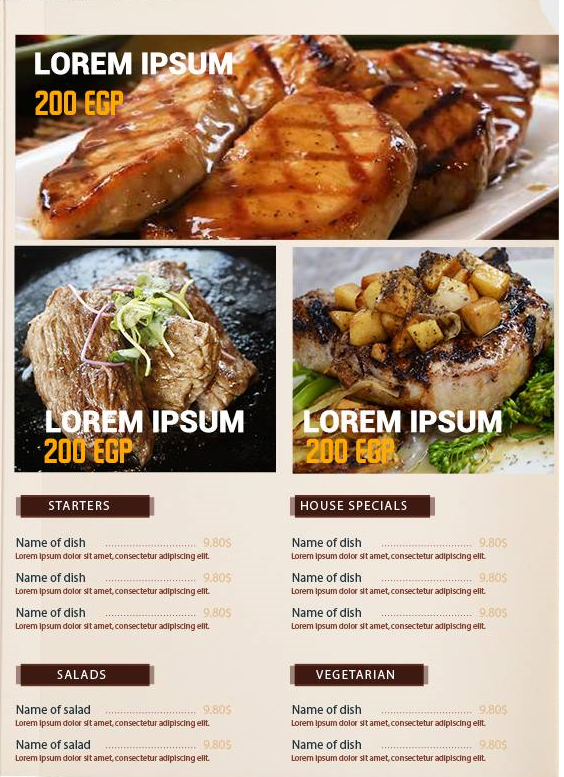 LOREM IPSUM
200 EGP
LOREM IPSUM
200 EGP
LOREM IPSUM
200 EGP
STARTERS
Name of dish .............................. 9.80$
Lorem ipsum dolor sit amet, consectetur adipiscing elit.
Name of dish .............................. 9.80$
Lorem ipsum dolor sit amet, consectetur adipiscing elit.
Name of dish .............................. 9.80$
Lorem ipsum dolor sit amet, consectetur adipiscing elit.
HOUSE SPECIALS
Name of dish .............................. 9.80$
Lorem ipsum dolor sit amet, consectetur adipiscing elit.
Name of dish .............................. 9.80$
Lorem ipsum dolor sit amet, consectetur adipiscing elit.
Name of dish .............................. 9.80$
Lorem ipsum dolor sit amet, consectetur adipiscing elit.
SALADS
Name of salad .............................. 9.80$
Lorem ipsum dolor sit amet, consectetur adipiscing elit.
Name of salad .............................. 9.80$
Lorem ipsum dolor sit amet, consectetur adipiscing elit.
VEGETARIAN
Name of dish .............................. 9.80$
Lorem ipsum dolor sit amet, consectetur adipiscing elit.
Name of dish .............................. 9.80$
Lorem ipsum dolor sit amet, consectetur adipiscing elit.